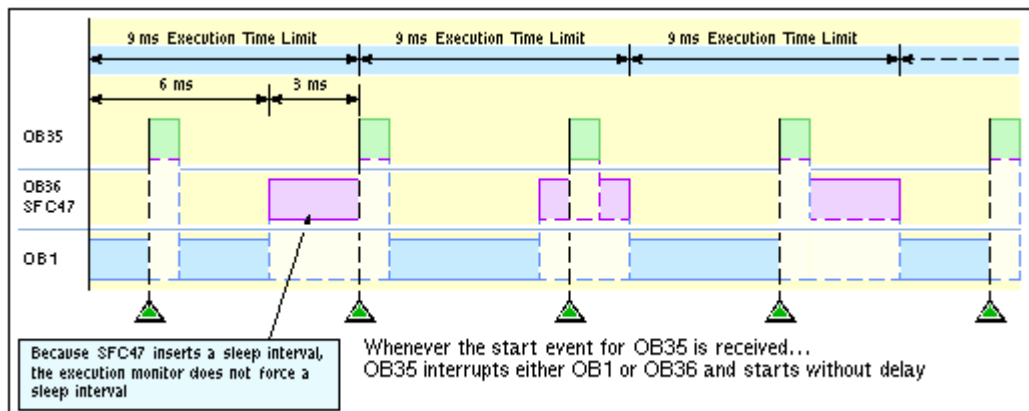 9 ms Execution Time Limit 9 ms Execution Time Limit 9 ms Execution Time Limit
6 ms 3 ms
OB35
OB36
SFC47
OB1
Because SFC47 inserts a sleep interval,
the execution monitor does not force a
sleep interval
Whenever the start event for OB35 is received...
OB35 interrupts either OB1 or OB36 and starts without delay